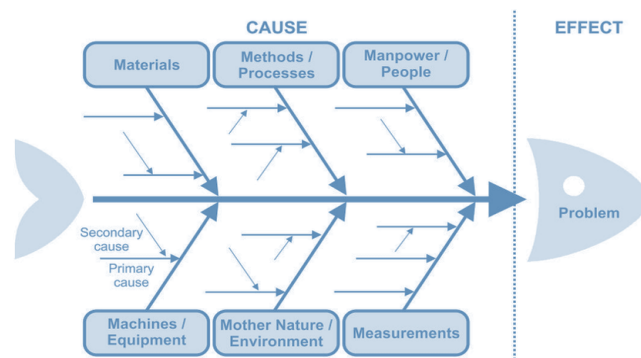 CAUSE
EFFECT
Materials
Methods /
Processes
Manpower /
People
Problem
Secondary
cause
Primary
cause
Machines /
Equipment
Mother Nature /
Environment
Measurements